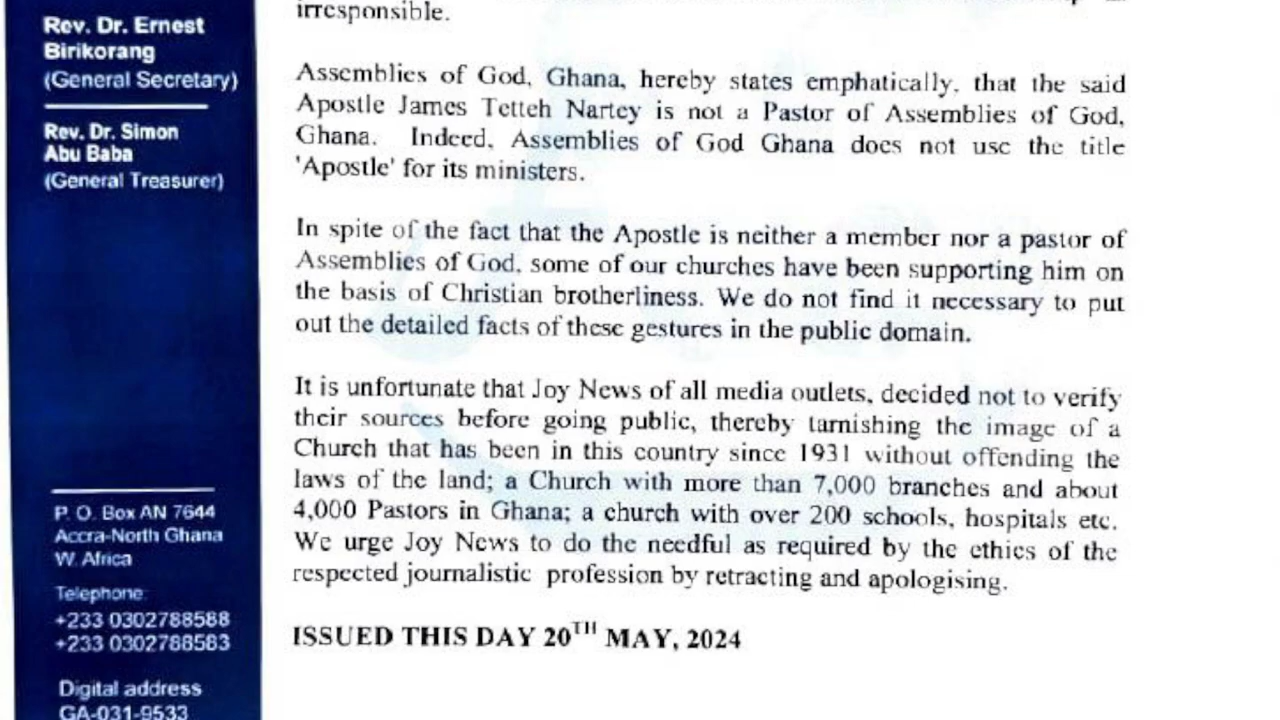 Rev. Dr. Ernest
Birikorang
(General Secretary)
Rev. Dr. Simon
Abu Baba
(General Treasurer)
P. O. Box AN 7644
Accra-North Ghana
W. Africa
Telephone:
+233 0302788588
+233 0302788583
Digital address
GA-031-9533
irresponsible.
Assemblies of God, Ghana, hereby states emphatically, that the said
Apostle James Tetteh Nartey is not a Pastor of Assemblies of God,
Ghana. Indeed, Assemblies of God Ghana does not use the title
'Apostle' for its ministers.
In spite of the fact that the Apostle is neither a member nor a pastor of
Assemblies of God, some of our churches have been supporting him on
the basis of Christian brotherliness. We do not find it necessary to put
out the detailed facts of these gestures in the public domain.
It is unfortunate that Joy News of all media outlets, decided not to verify
their sources before going public, thereby tarnishing the image of a
Church that has been in this country since 1931 without offending the
laws of the land; a Church with more than 7,000 branches and about
4,000 Pastors in Ghana; a church with over 200 schools, hospitals etc.
We urge Joy News to do the needful as required by the ethics of the
respected journalistic profession by retracting and apologising.
ISSUED THIS DAY 20TH MAY, 2024